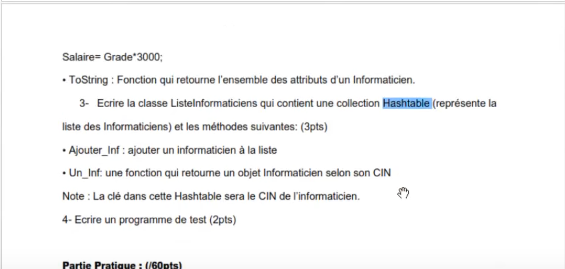 Salaire= Grade*3000;
• ToString : Fonction qui retourne l'ensemble des attributs d'un Informaticien.
3- Ecrire la classe ListeInformaticiens qui contient une collection Hashtable (représente la
liste des Informaticiens) et les méthodes suivantes: (3pts)
• Ajouter_Inf : ajouter un informaticien à la liste
• Un_Inf: une fonction qui retourne un objet Informaticien selon son CIN
Note : La clé dans cette Hashtable sera le CIN de l'informaticien.
4- Ecrire un programme de test (2pts)
Partie Pratique : (/60pts)